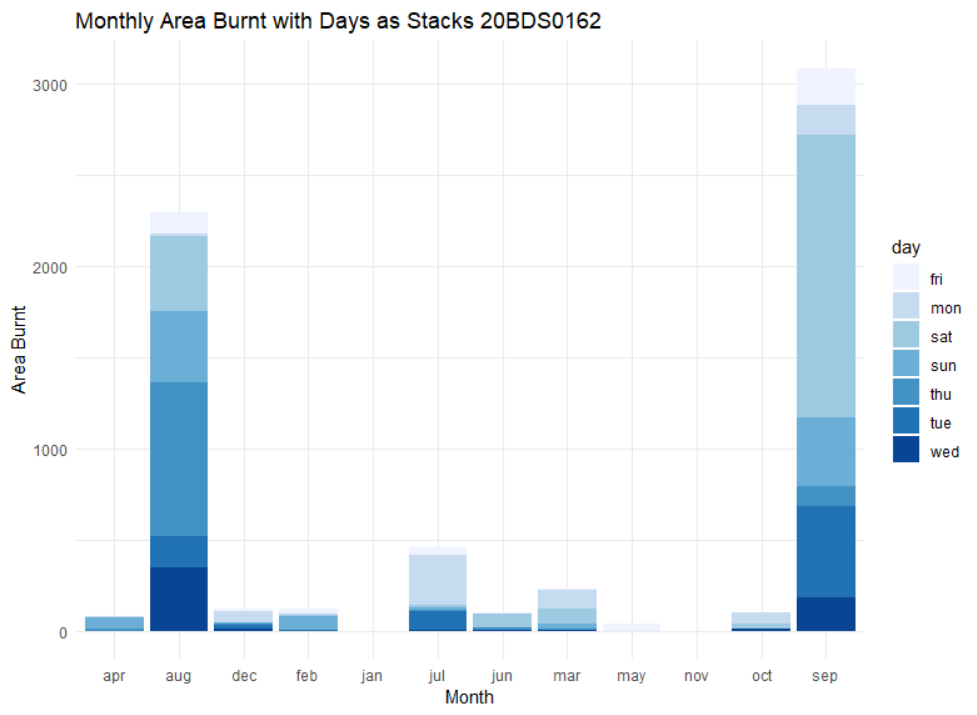 Monthly Area Burnt with Days as Stacks 20BDS0162
3000
2000
1000
0
Area Burnt
apr aug dec feb jan jul jun mar may nov oct sep
Month
day
fri
mon
sat
sun
thu
tue
wed